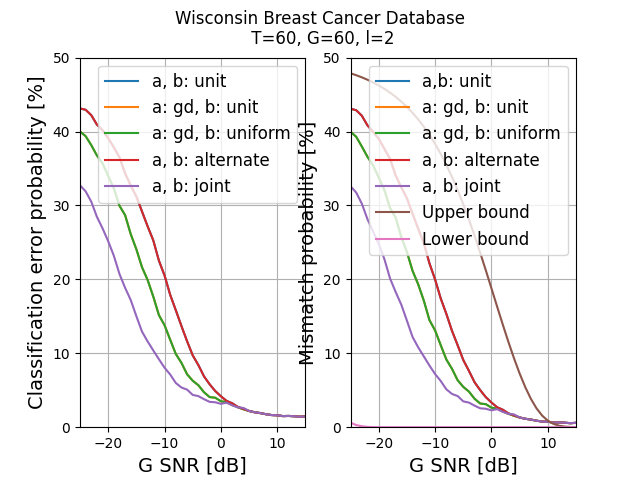 Wisconsin Breast Cancer Database
T=60, G=60, l=2
Classification error probability [%]
50
40
30
20
10
0
a, b: unit
a: gd, b: unit
a: gd, b: uniform
a, b: alternate
a, b: joint
−20
−10
0
10
G SNR [dB]
Mismatch probability [%]
50
40
30
20
10
0
a,b: unit
a: gd, b: unit
a: gd, b: uniform
a, b: alternate
a, b: joint
Upper bound
Lower bound
−20
−10
0
10
G SNR [dB]